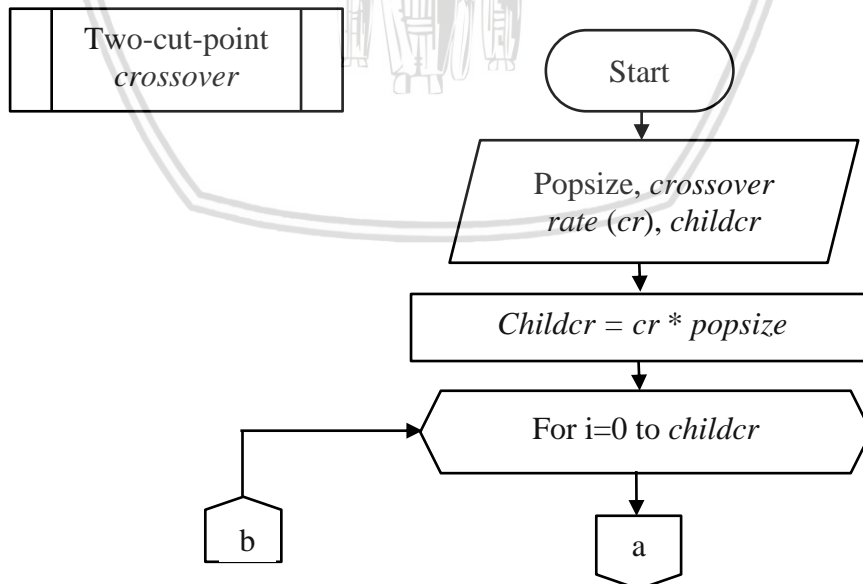 Two-cut-point
crossover
Start
Popsize, crossover
rate (cr), childcr
Childcr = cr * popsize
For i=0 to childcr
b
a